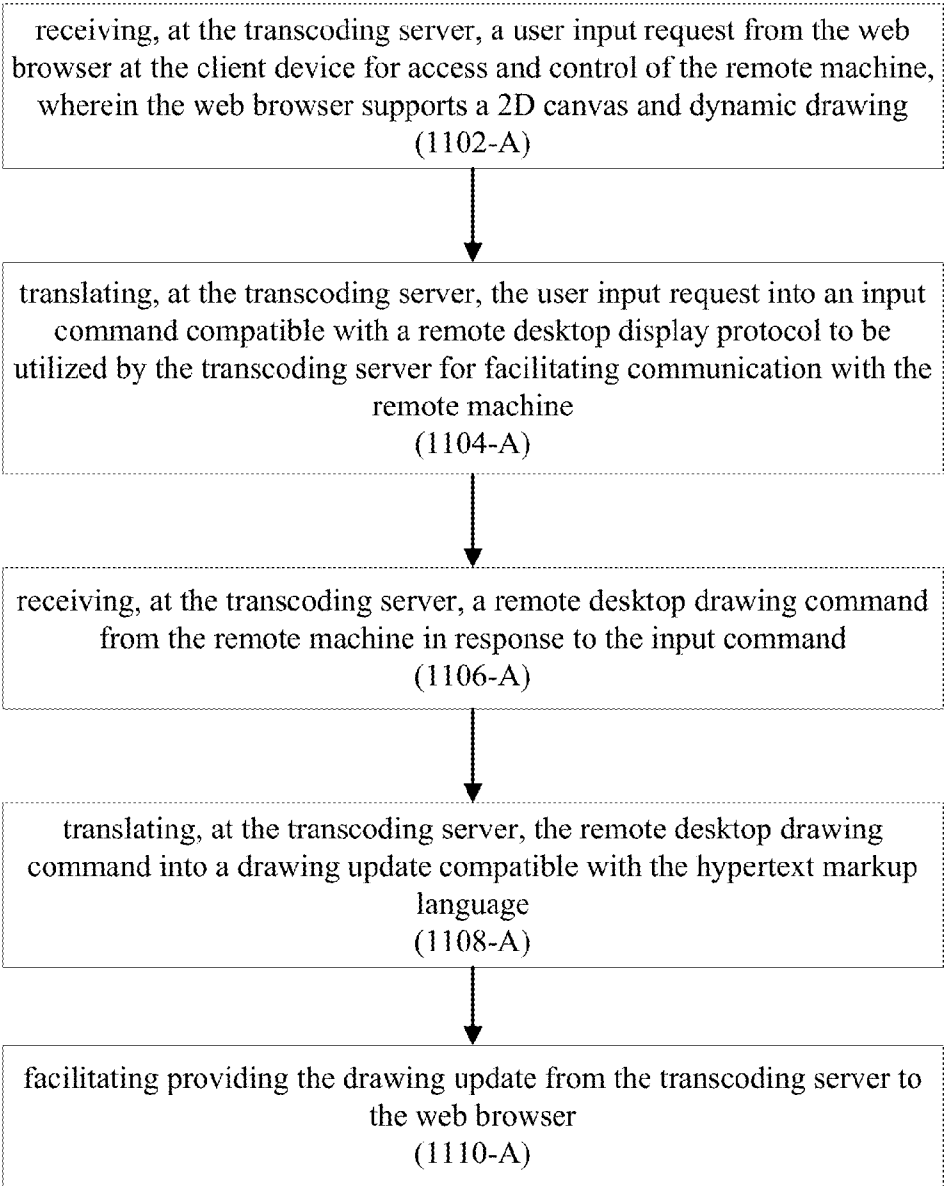 receiving, at the transcoding server, a user input request from the web
browser at the client device for access and control of the remote machine,
wherein the web browser supports a 2D canvas and dynamic drawing
(1102-A)
translating, at the transcoding server, the user input request into an input
command compatible with a remote desktop display protocol to be
utilized by the transcoding server for facilitating communication with the
remote machine
(1104-A)
receiving, at the transcoding server, a remote desktop drawing command
from the remote machine in response to the input command
(1106-A)
translating, at the transcoding server, the remote desktop drawing
command into a drawing update compatible with the hypertext markup
language
(1108-A)
facilitating providing the drawing update from the transcoding server to
the web browser
(1110-A)